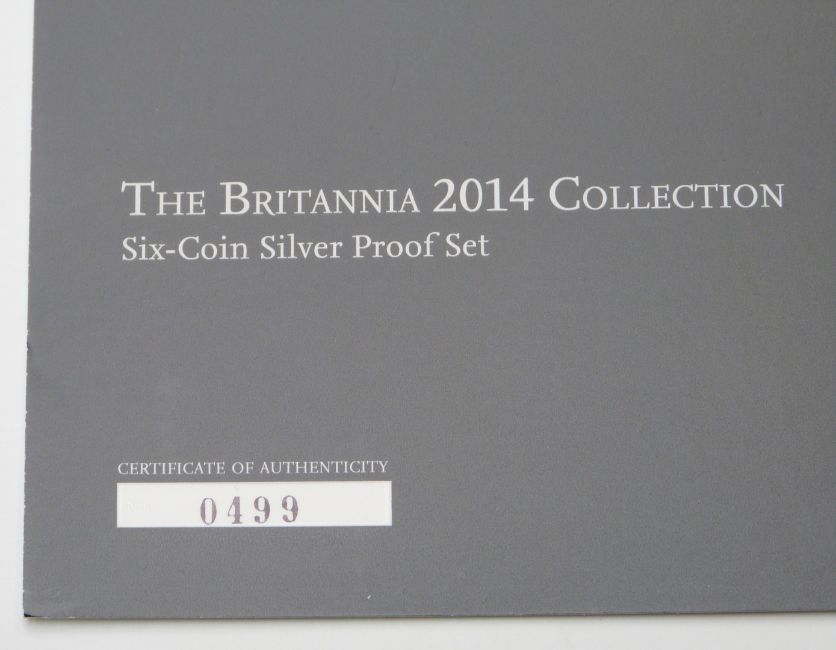 THE BRITANNIA 2014 COLLECTION
Six-Coin Silver Proof Set
CERTIFICATE OF AUTHENTICITY
0499